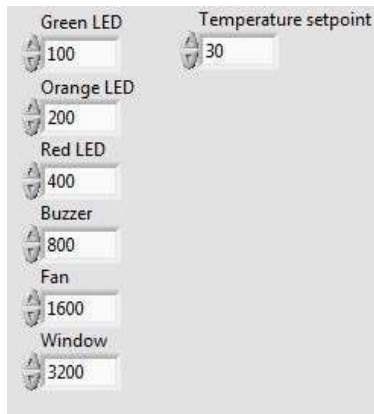 Green LED
100
Orange LED
200
Red LED
400
Buzzer
800
Fan
1600
Window
3200
Temperature setpoint
30